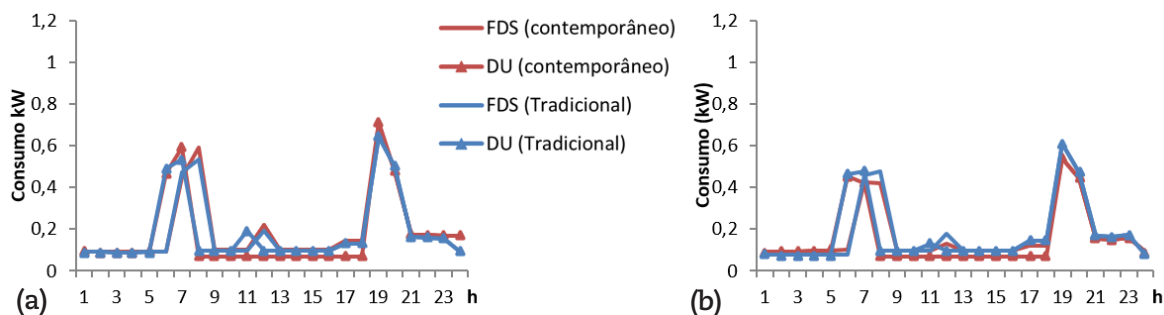 Consumo kW
1,2
1
0,8
0,6
0,4
0,2
0
FDS (contemporâneo)
DU (contemporâneo)
FDS (Tradicional)
DU (Tradicional)
1 3 5 7 9 11 13 15 17 19 21 23 h
(a)
Consumo (kW)
1,2
1
0,8
0,6
0,4
0,2
0
1 3 5 7 9 11 13 15 17 19 21 23 h
(b)